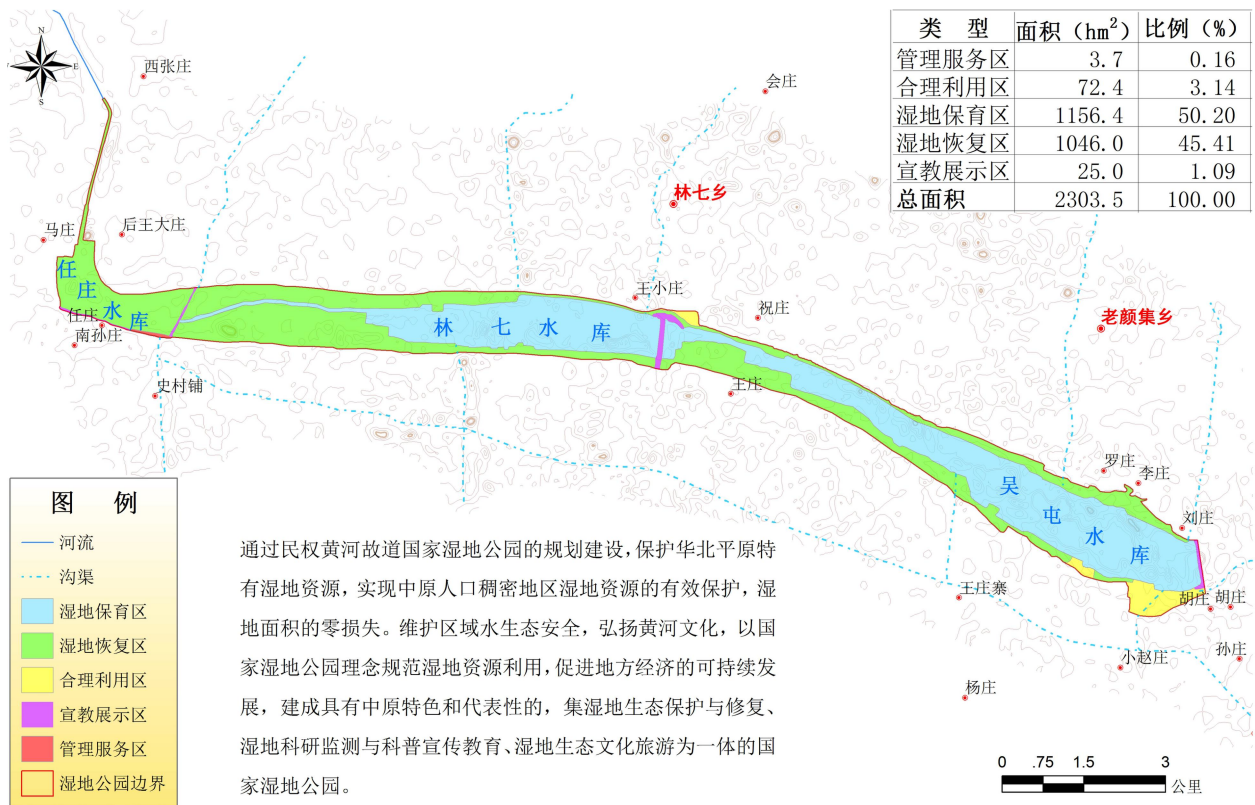 N
E
S
西张庄
会庄
林七乡
马庄
后王大庄
任庄水库
任庄
南孙庄
史村铺
林七水库
王小庄
祝庄
王庄
老颜集乡
罗庄
李庄
刘庄
吴屯水库
王庄寨
胡庄
胡庄
小赵庄
孙庄
杨庄
类 型 面积（hm²） 比例（%）
管理服务区 3.7 0.16
合理利用区 72.4 3.14
湿地保育区 1156.4 50.20
湿地恢复区 1046.0 45.41
宣教展示区 25.0 1.09
总面积 2303.5 100.00
图 例
河流
沟渠
湿地保育区
湿地恢复区
合理利用区
宣教展示区
管理服务区
湿地公园边界
通过民权黄河故道国家湿地公园的规划建设，保护华北平原特
有湿地资源，实现中原人口稠密地区湿地资源的有效保护，湿
地面积的零损失。维护区域水生态安全，弘扬黄河文化，以国
家湿地公园理念规范湿地资源利用，促进地方经济的可持续发
展，建成具有中原特色和代表性的，集湿地生态保护与修复、
湿地科研监测与科普宣传教育、湿地生态文化旅游为一体的国
家湿地公园。
0 .75 1.5 3
公里